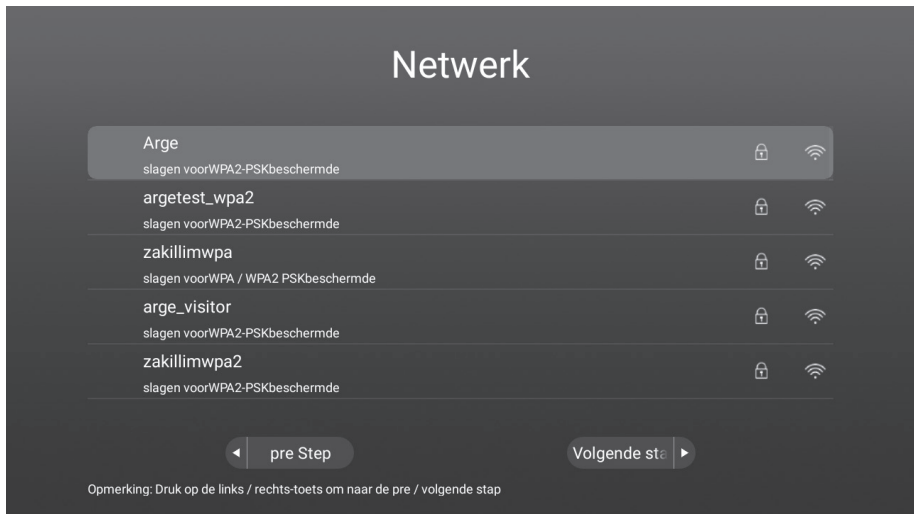 Netwerk
Arge
slagen voorWPA2-PSKbeschermde
argetest_wpa2
slagen voorWPA2-PSKbeschermde
zakillimwpa
slagen voorWPA / WPA2 PSKbeschermde
arge_visitor
slagen voorWPA2-PSKbeschermde
zakillimwpa2
slagen voorWPA2-PSKbeschermde
pre Step
Volgende sta
Opmerking: Druk op de links / rechts-toets om naar de pre / volgende stap